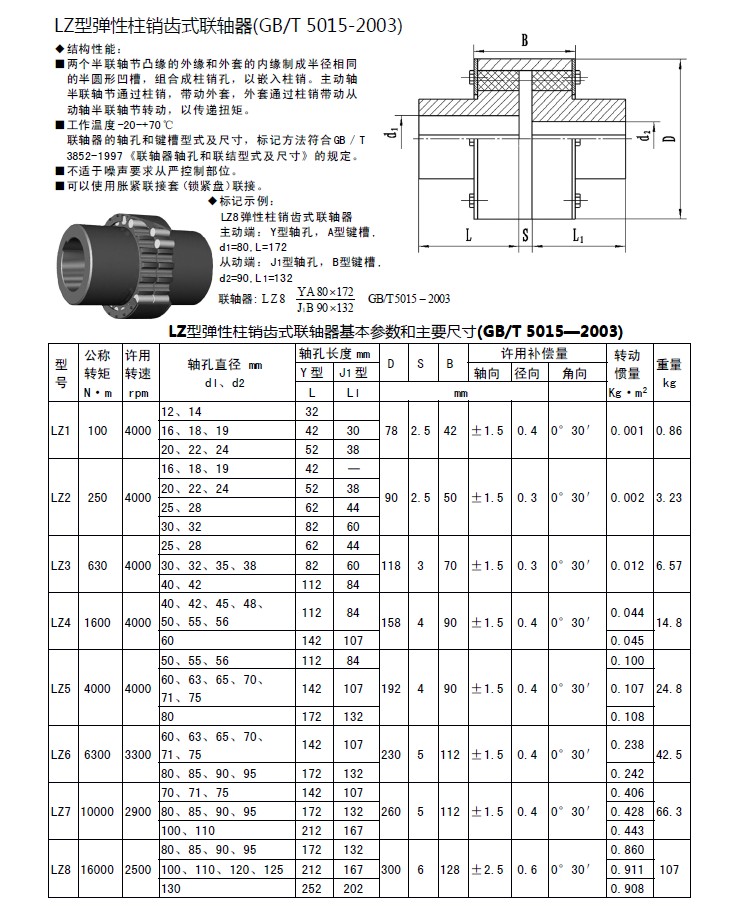 LZ型弹性柱销齿式联轴器(GB/T 5015-2003)
◆结构性能:
■两个半联轴节凸缘的外缘和外套的内缘制成半径相同
的半圆形凹槽，组合成柱销孔，以嵌入柱销。主动轴
半联轴节通过柱销，带动外套，外套通过柱销带动从
动轴半联轴节转动，以传递扭矩。
■工作温度-20—+70℃
联轴器的轴孔和键槽型式及尺寸，标记方法符合GB／T
3852-1997《联轴器轴孔和联结型式及尺寸》的规定。
■不适于噪声要求从严控制部位。
■可以使用胀紧联接套(锁紧盘)联接。
◆标记示例:
LZ8弹性柱销齿式联轴器
主动端: Y型轴孔，A型键槽,
d1=80,L=172
从动端: J1型轴孔，B型键槽,
d2=90,L1=132
联轴器: LZ8 YA80×172 / J1B 90×132 GB/T5015-2003
B
d1
d2
D
L S L1
LZ型弹性柱销齿式联轴器基本参数和主要尺寸(GB/T 5015—2003)
型号 公称转矩 N·m 许用转速 rpm 轴孔直径 mm d1、d2 轴孔长度 mm D S B 许用补偿量 转动惯量 Kg·m² 重量 kg
Y 型 J1 型 轴向 径向 角向
L L1 mm
12、14 32
LZ1 100 4000 16、18、19 42 30 78 2.5 42 ±1.5 0.4 0°30′ 0.001 0.86
20、22、24 52 38
16、18、19 42 —
LZ2 250 4000 20、22、24 52 38 90 2.5 50 ±1.5 0.3 0°30′ 0.002 3.23
25、28 62 44
30、32 82 60
25、28 62 44
LZ3 630 4000 30、32、35、38 82 60 118 3 70 ±1.5 0.3 0°30′ 0.012 6.57
40、42 112 84
LZ4 1600 4000 40、42、45、48、 112 84 158 4 90 ±1.5 0.4 0°30′ 0.044 14.8
50、55、56
60 142 107 0.045
50、55、56 112 84 0.100
LZ5 4000 4000 60、63、65、70、 142 107 192 4 90 ±1.5 0.4 0°30′ 0.107 24.8
71、75
80 172 132 0.108
LZ6 6300 3300 60、63、65、70、 142 107 230 5 112 ±1.5 0.4 0°30′ 0.238 42.5
71、75
80、85、90、95 172 132 0.242
70、71、75 142 107 0.406
LZ7 10000 2900 80、85、90、95 172 132 260 5 112 ±1.5 0.4 0°30′ 0.428 66.3
100、110 212 167 0.443
80、85、90、95 172 132 0.860
LZ8 16000 2500 100、110、120、125 212 167 300 6 128 ±2.5 0.6 0°30′ 0.911 107
130 252 202 0.908